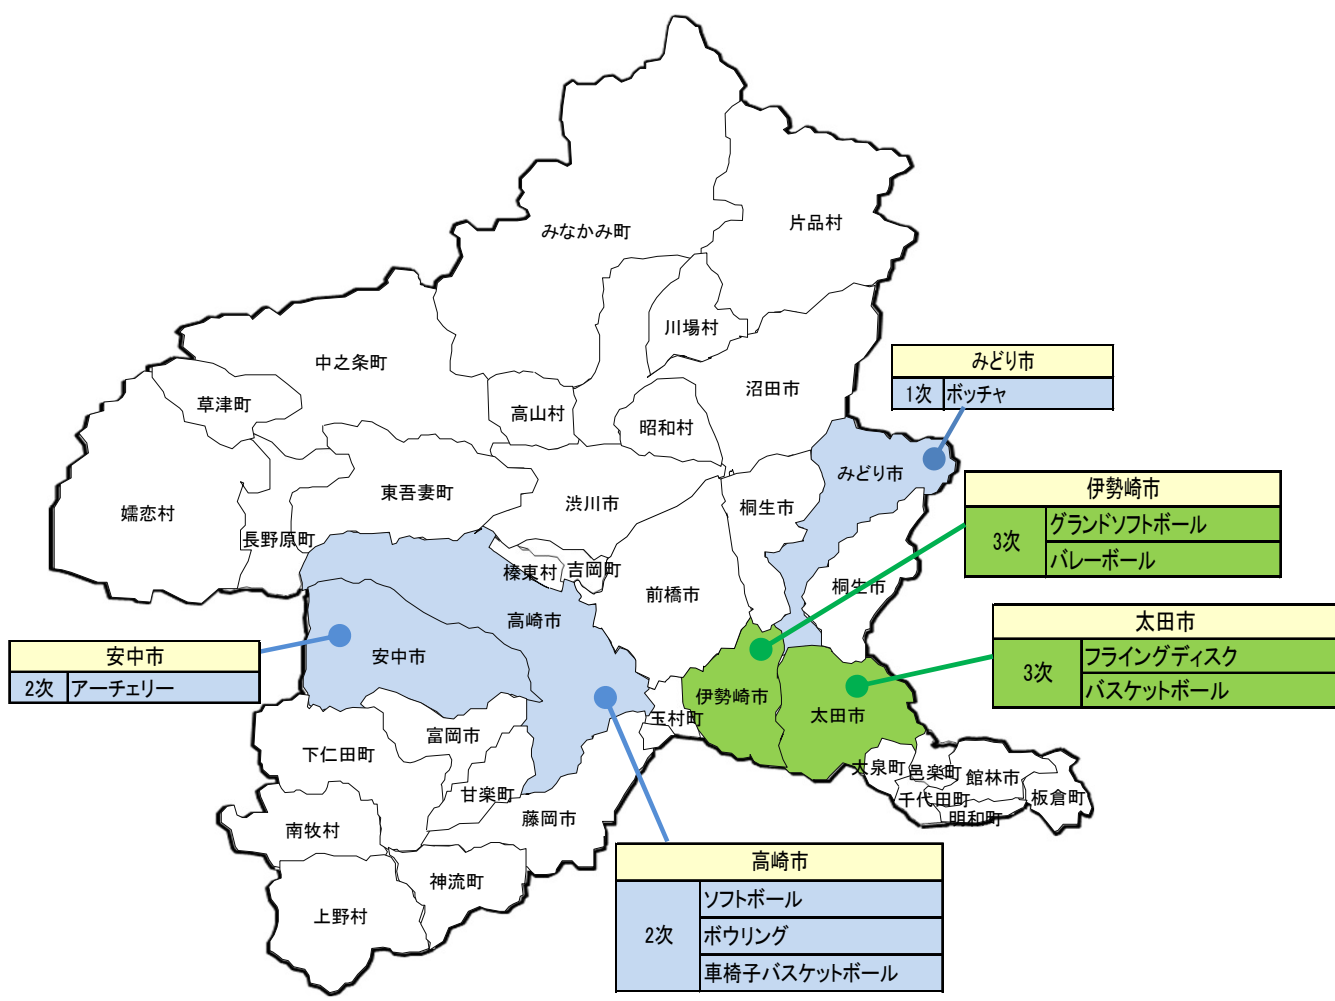 みなかみ町
片品村
川場村
中之条町
沼田市
草津町
高山村
昭和村
みどり市
1次 ボッチャ
みどり市
東吾妻町
渋川市
桐生市
嬬恋村
長野原町
伊勢崎市
3次
グランドソフトボール
バレーボール
榛東村
吉岡町
前橋市
桐生市
高崎市
太田市
3次
フライングディスク
バスケットボール
安中市
2次 アーチェリー
安中市
伊勢崎市
玉村町
太田市
富岡市
下仁田町
大泉町
邑楽町
館林市
甘楽町
千代田町
板倉町
藤岡市
明和町
南牧村
高崎市
2次
ソフトボール
ボウリング
車椅子バスケットボール
神流町
上野村